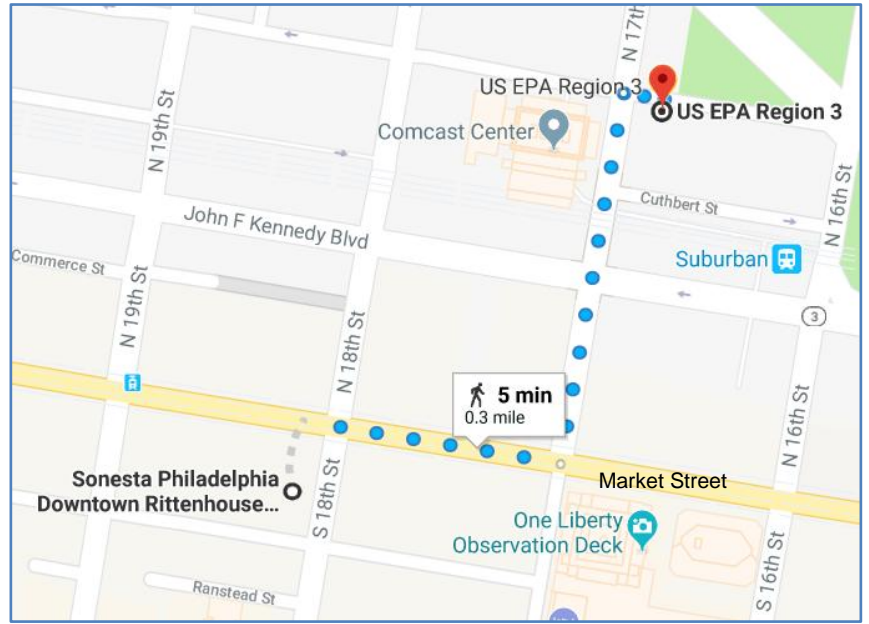 N 17th
US EPA Region 3
US EPA Region 3
Comcast Center
N 19th St
Cuthbert St
N 16th St
John F Kennedy Blvd
Suburban
Commerce St
N 19th St
3
N 18th St
5 min
0.3 mile
N 16th St
Market Street
Sonesta Philadelphia
Downtown Rittenhouse...
S 18th St
One Liberty
Observation Deck
Ranstead St
S 16th St